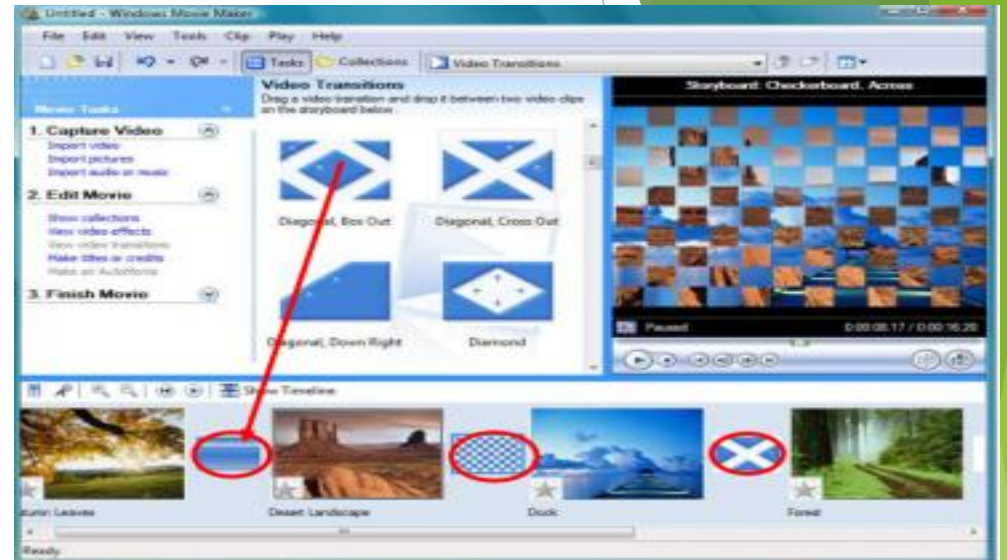 Untitled - Windows Movie Maker
File Edit View Tools Clip Play Help
Tasks Collections Video Transitions
Movie Tasks
1. Capture Video
Import video
Import pictures
Import audio or music
2. Edit Movie
Show collections
View video effects
View video transitions
Make titles or credits
Make an AutoMovie
3. Finish Movie
Video Transitions
Drag a video transition and drop it between two video clips
on the storyboard below.
Diagonal, Box Out
Diagonal, Cross Out
Diagonal, Down Right
Diamond
Storyboard: Checkerboard, Across
Paused
0:00:08.17 / 0:00:16.20
Show Timeline
Autumn Leaves
Desert Landscape
Dock
Forest
Ready